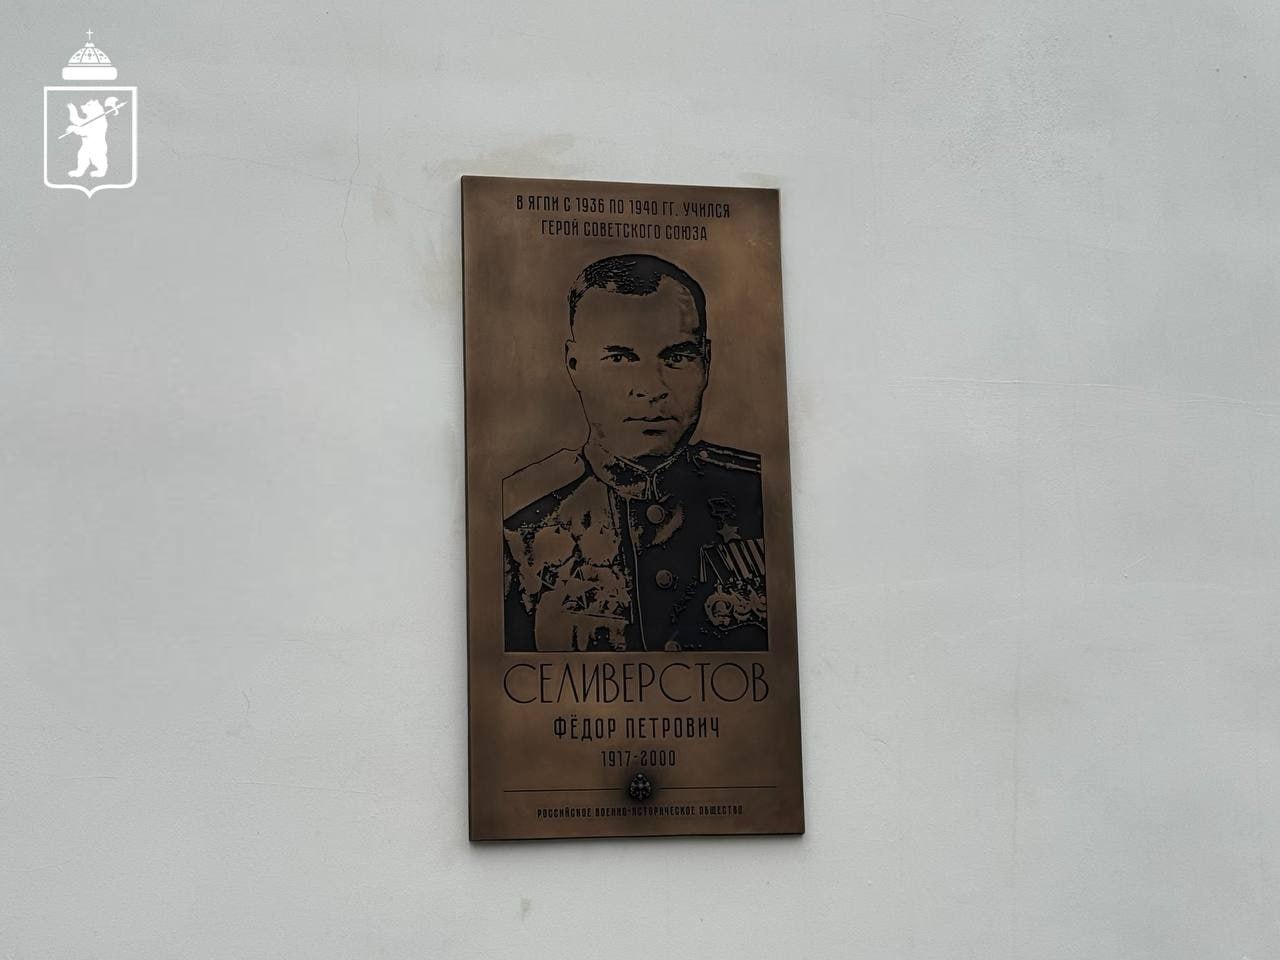 В ЯГПИ С 1936 ПО 1940 ГГ. УЧИЛСЯ
ГЕРОЙ СОВЕТСКОГО СОЮЗА
СЕЛИВЕРСТОВ
ФЁДОР ПЕТРОВИЧ
1917-2000
РОССИЙСКОЕ ВОЕННО-ИСТОРИЧЕСКОЕ ОБЩЕСТВО